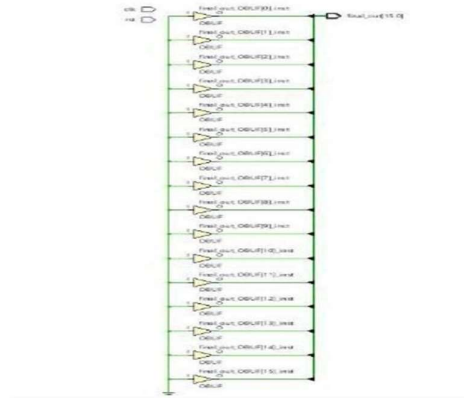 clk
rst
final_out_OBUF[0]_inst
final_out[15:0]
OBUF
final_out_OBUF[1]_inst
OBUF
final_out_OBUF[2]_inst
OBUF
final_out_OBUF[3]_inst
OBUF
final_out_OBUF[4]_inst
OBUF
final_out_OBUF[5]_inst
OBUF
final_out_OBUF[6]_inst
OBUF
final_out_OBUF[7]_inst
OBUF
final_out_OBUF[8]_inst
OBUF
final_out_OBUF[9]_inst
OBUF
final_out_OBUF[10]_inst
OBUF
final_out_OBUF[11]_inst
OBUF
final_out_OBUF[12]_inst
OBUF
final_out_OBUF[13]_inst
OBUF
final_out_OBUF[14]_inst
OBUF
final_out_OBUF[15]_inst
OBUF